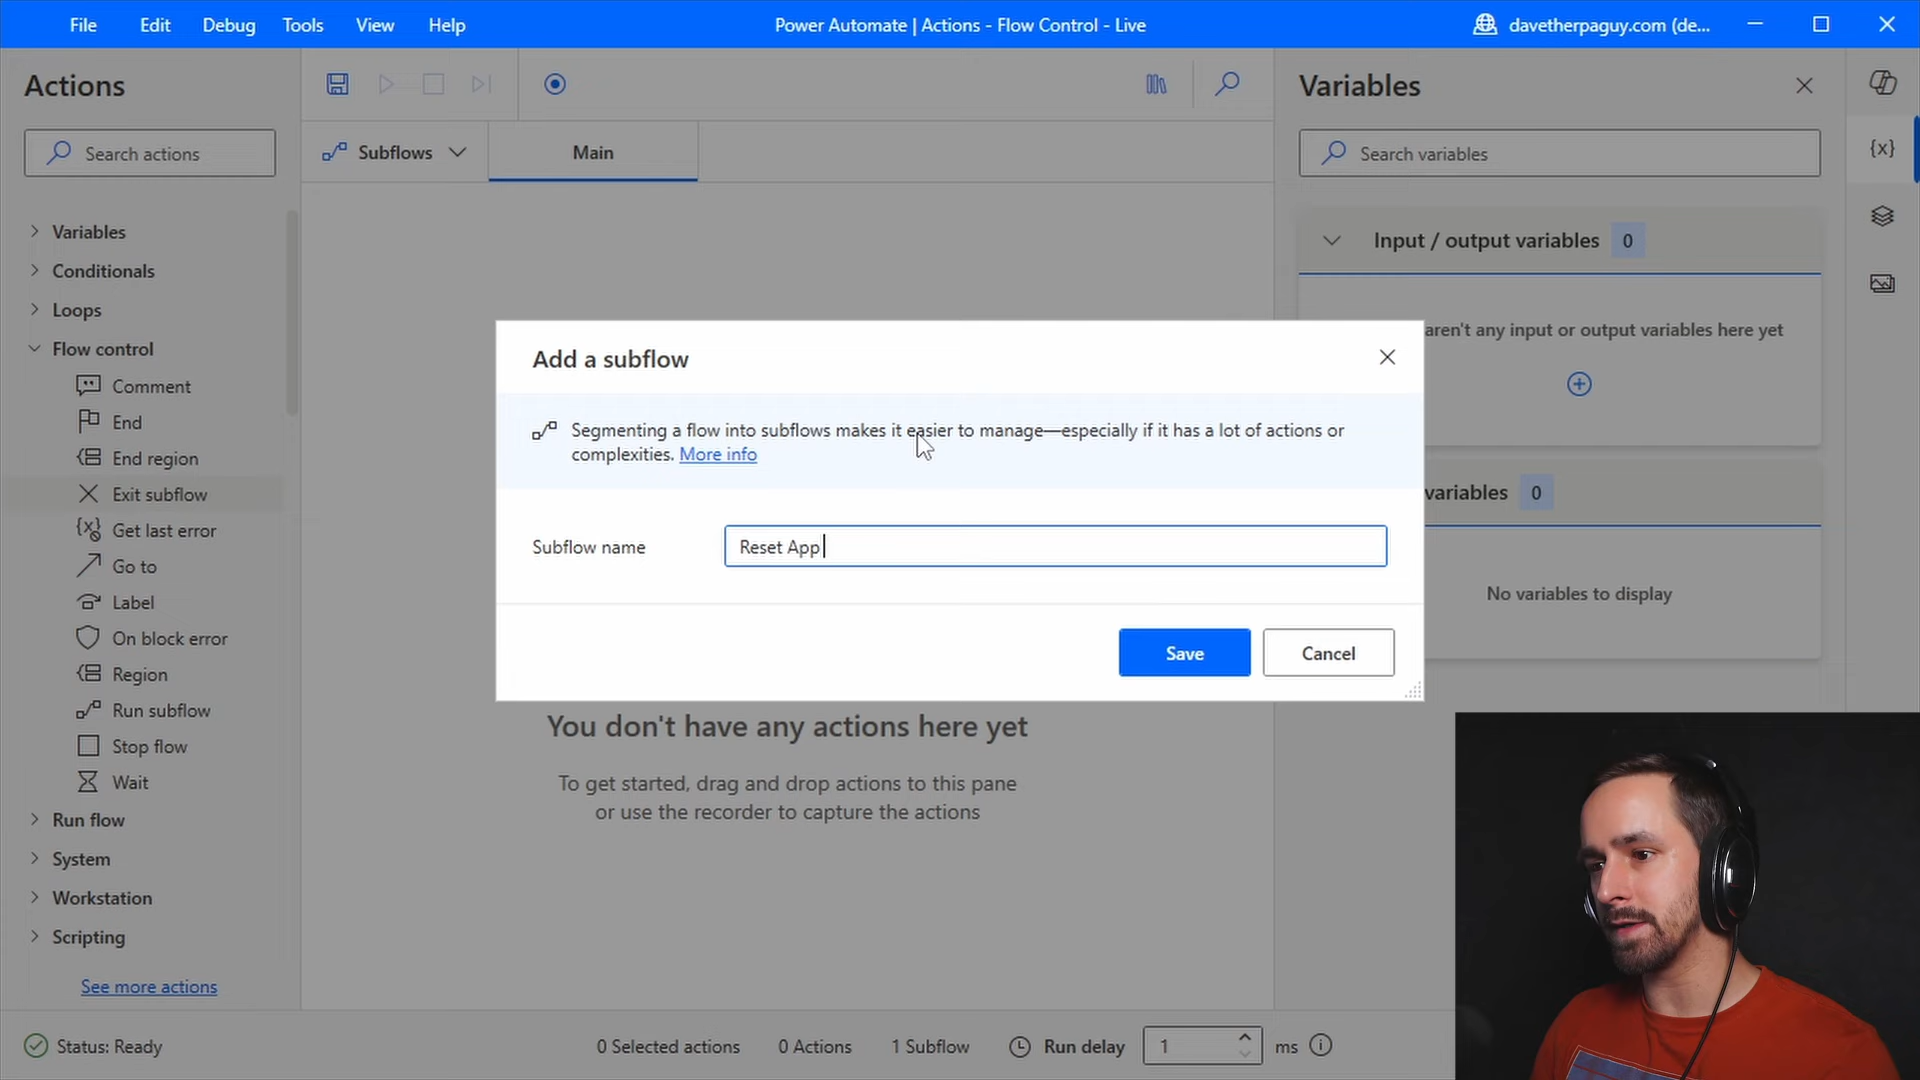 File Edit Debug Tools View Help
Power Automate | Actions - Flow Control - Live
davetherpaguy.com (de...
Actions
Search actions
Variables
Conditionals
Loops
Flow control
Comment
End
End region
Exit subflow
Get last error
Go to
Label
On block error
Region
Run subflow
Stop flow
Wait
Run flow
System
Workstation
Scripting
See more actions
Subflows
Main
Add a subflow
Segmenting a flow into subflows makes it easier to manage—especially if it has a lot of actions or
complexities. More info
Subflow name
Reset App
Save
Cancel
You don't have any actions here yet
To get started, drag and drop actions to this pane
or use the recorder to capture the actions
Variables
Search variables
{x}
Input / output variables 0
aren't any input or output variables here yet
variables 0
No variables to display
Status: Ready
0 Selected actions
0 Actions
1 Subflow
Run delay
1
ms